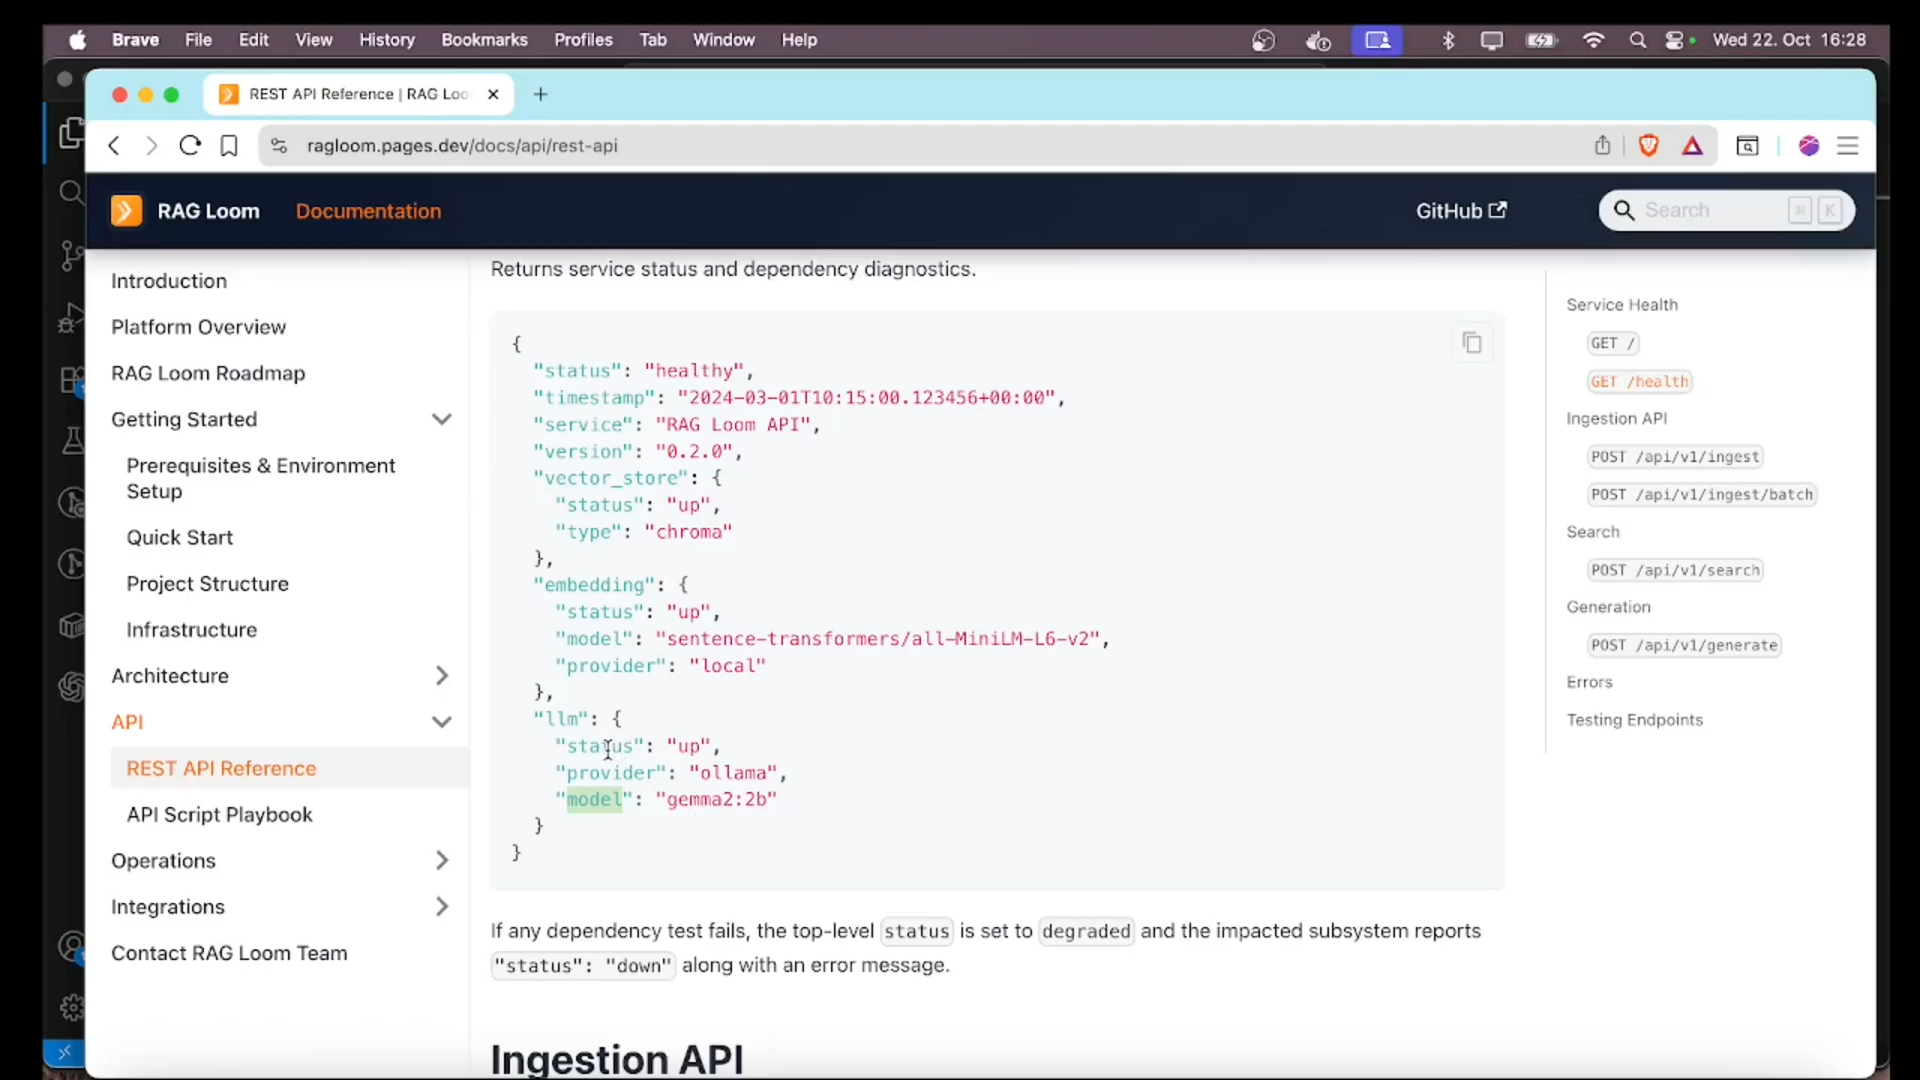 Brave File Edit View History Bookmarks Profiles Tab Window Help Wed 22. Oct 16:28
REST API Reference | RAG Loo
ragloom.pages.dev/docs/api/rest-api
RAG Loom Documentation GitHub Search ⌘ K
Introduction
Platform Overview
RAG Loom Roadmap
Getting Started
Prerequisites & Environment
Setup
Quick Start
Project Structure
Infrastructure
Architecture
API
REST API Reference
API Script Playbook
Operations
Integrations
Contact RAG Loom Team
Returns service status and dependency diagnostics.
{
"status": "healthy",
"timestamp": "2024-03-01T10:15:00.123456+00:00",
"service": "RAG Loom API",
"version": "0.2.0",
"vector_store": {
"status": "up",
"type": "chroma"
},
"embedding": {
"status": "up",
"model": "sentence-transformers/all-MiniLM-L6-v2",
"provider": "local"
},
"llm": {
"status": "up",
"provider": "ollama",
"model": "gemma2:2b"
}
}
If any dependency test fails, the top-level status is set to degraded and the impacted subsystem reports
"status": "down" along with an error message.
Ingestion API
Service Health
GET /
GET /health
Ingestion API
POST /api/v1/ingest
POST /api/v1/ingest/batch
Search
POST /api/v1/search
Generation
POST /api/v1/generate
Errors
Testing Endpoints